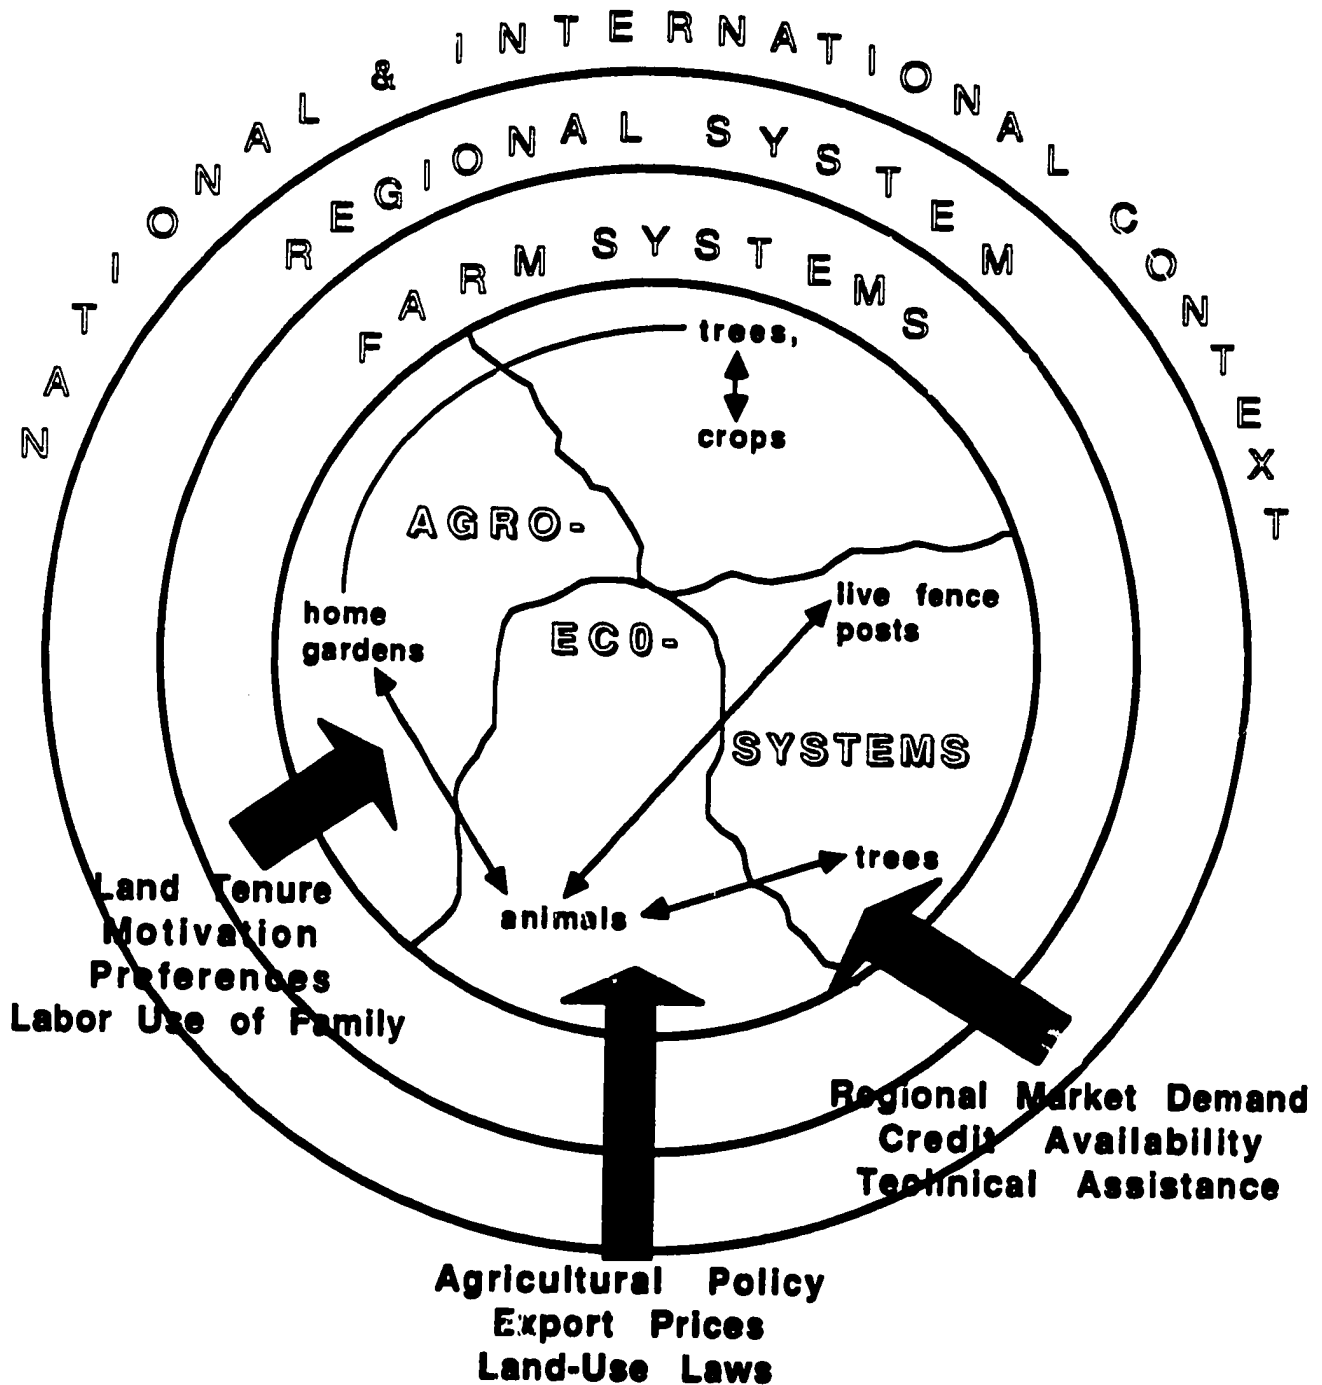 NATIONAL & INTERNATIONAL CONTEXT
REGIONAL SYSTEM
FARM SYSTEMS
trees,
crops
AGRO-
home
gardens
ECO-
live fence
posts
SYSTEMS
trees
animals
Land Tenure
Motivation
Preferences
Labor Use of Family
Regional Market Demand
Credit Availability
Technical Assistance
Agricultural Policy
Export Prices
Land-Use Laws